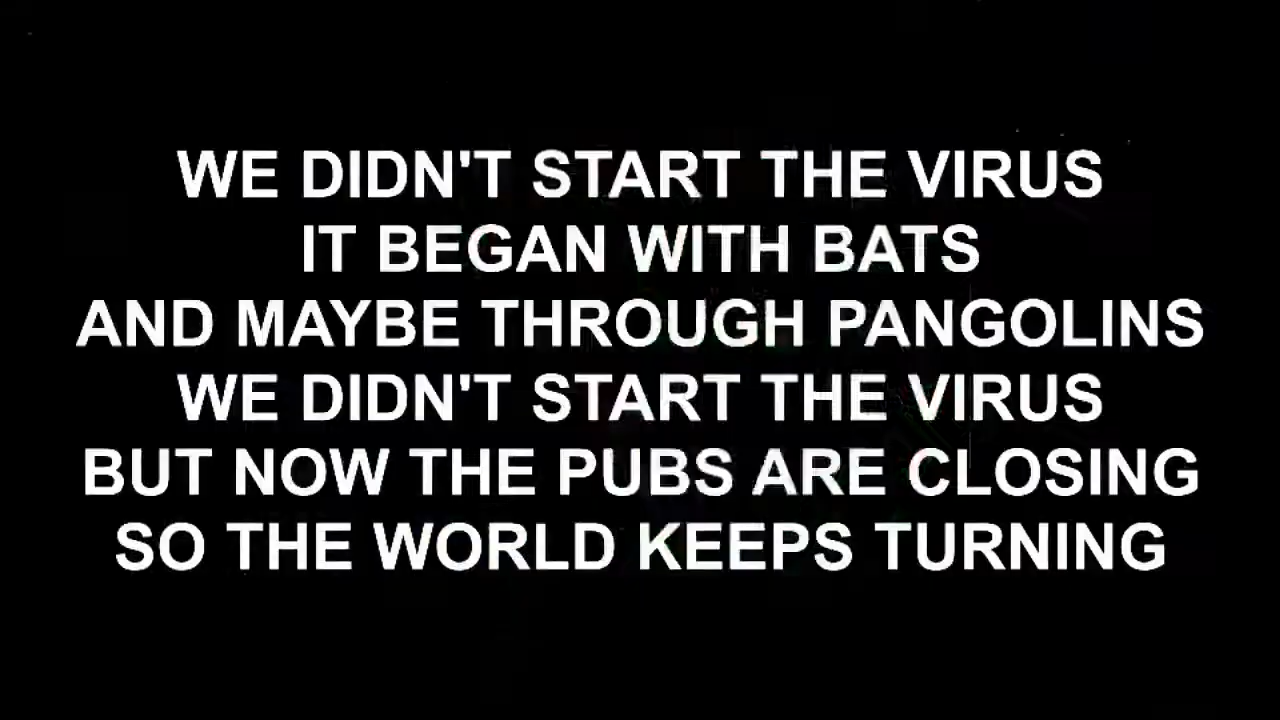 WE DIDN'T START THE VIRUS
IT BEGAN WITH BATS
AND MAYBE THROUGH PANGOLINS
WE DIDN'T START THE VIRUS
BUT NOW THE PUBS ARE CLOSING
SO THE WORLD KEEPS TURNING